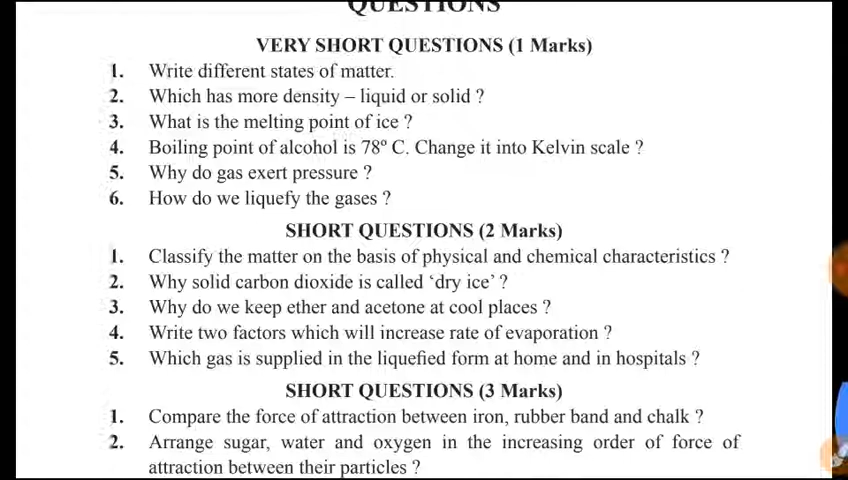 QUESTIONS
VERY SHORT QUESTIONS (1 Marks)
1. Write different states of matter.
2. Which has more density – liquid or solid ?
3. What is the melting point of ice ?
4. Boiling point of alcohol is 78º C. Change it into Kelvin scale ?
5. Why do gas exert pressure ?
6. How do we liquefy the gases ?
SHORT QUESTIONS (2 Marks)
1. Classify the matter on the basis of physical and chemical characteristics ?
2. Why solid carbon dioxide is called ‘dry ice’ ?
3. Why do we keep ether and acetone at cool places ?
4. Write two factors which will increase rate of evaporation ?
5. Which gas is supplied in the liquefied form at home and in hospitals ?
SHORT QUESTIONS (3 Marks)
1. Compare the force of attraction between iron, rubber band and chalk ?
2. Arrange sugar, water and oxygen in the increasing order of force of
attraction between their particles ?